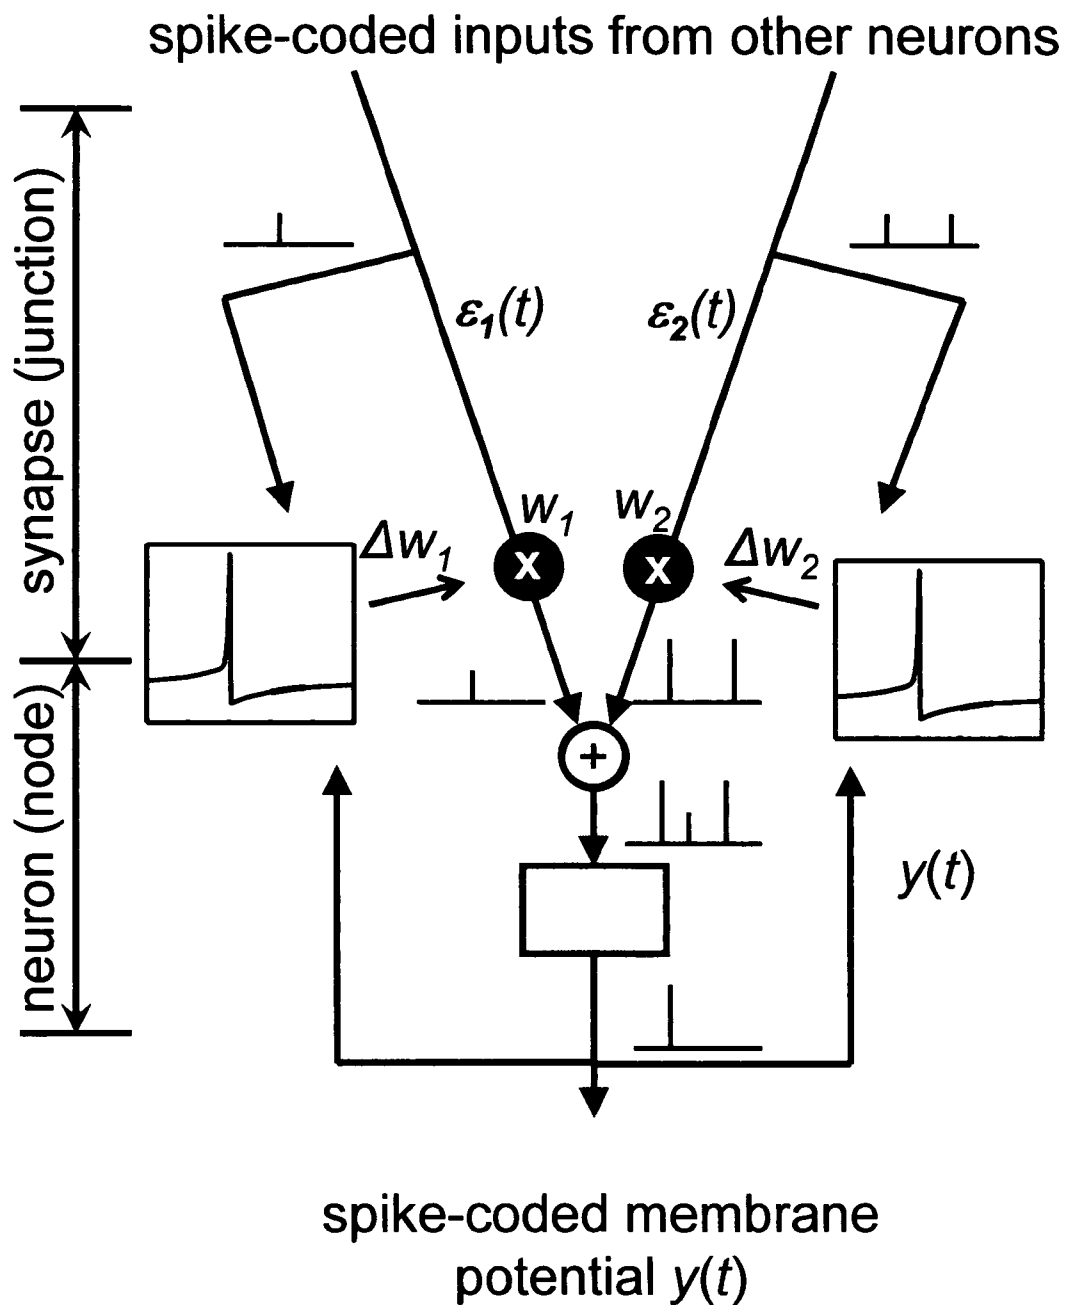 spike-coded inputs from other neurons
synapse (junction)
ε₁(t)
ε₂(t)
w₁
w₂
Δw₁
Δw₂
x
x
+
neuron (node)
y(t)
spike-coded membrane
potential y(t)